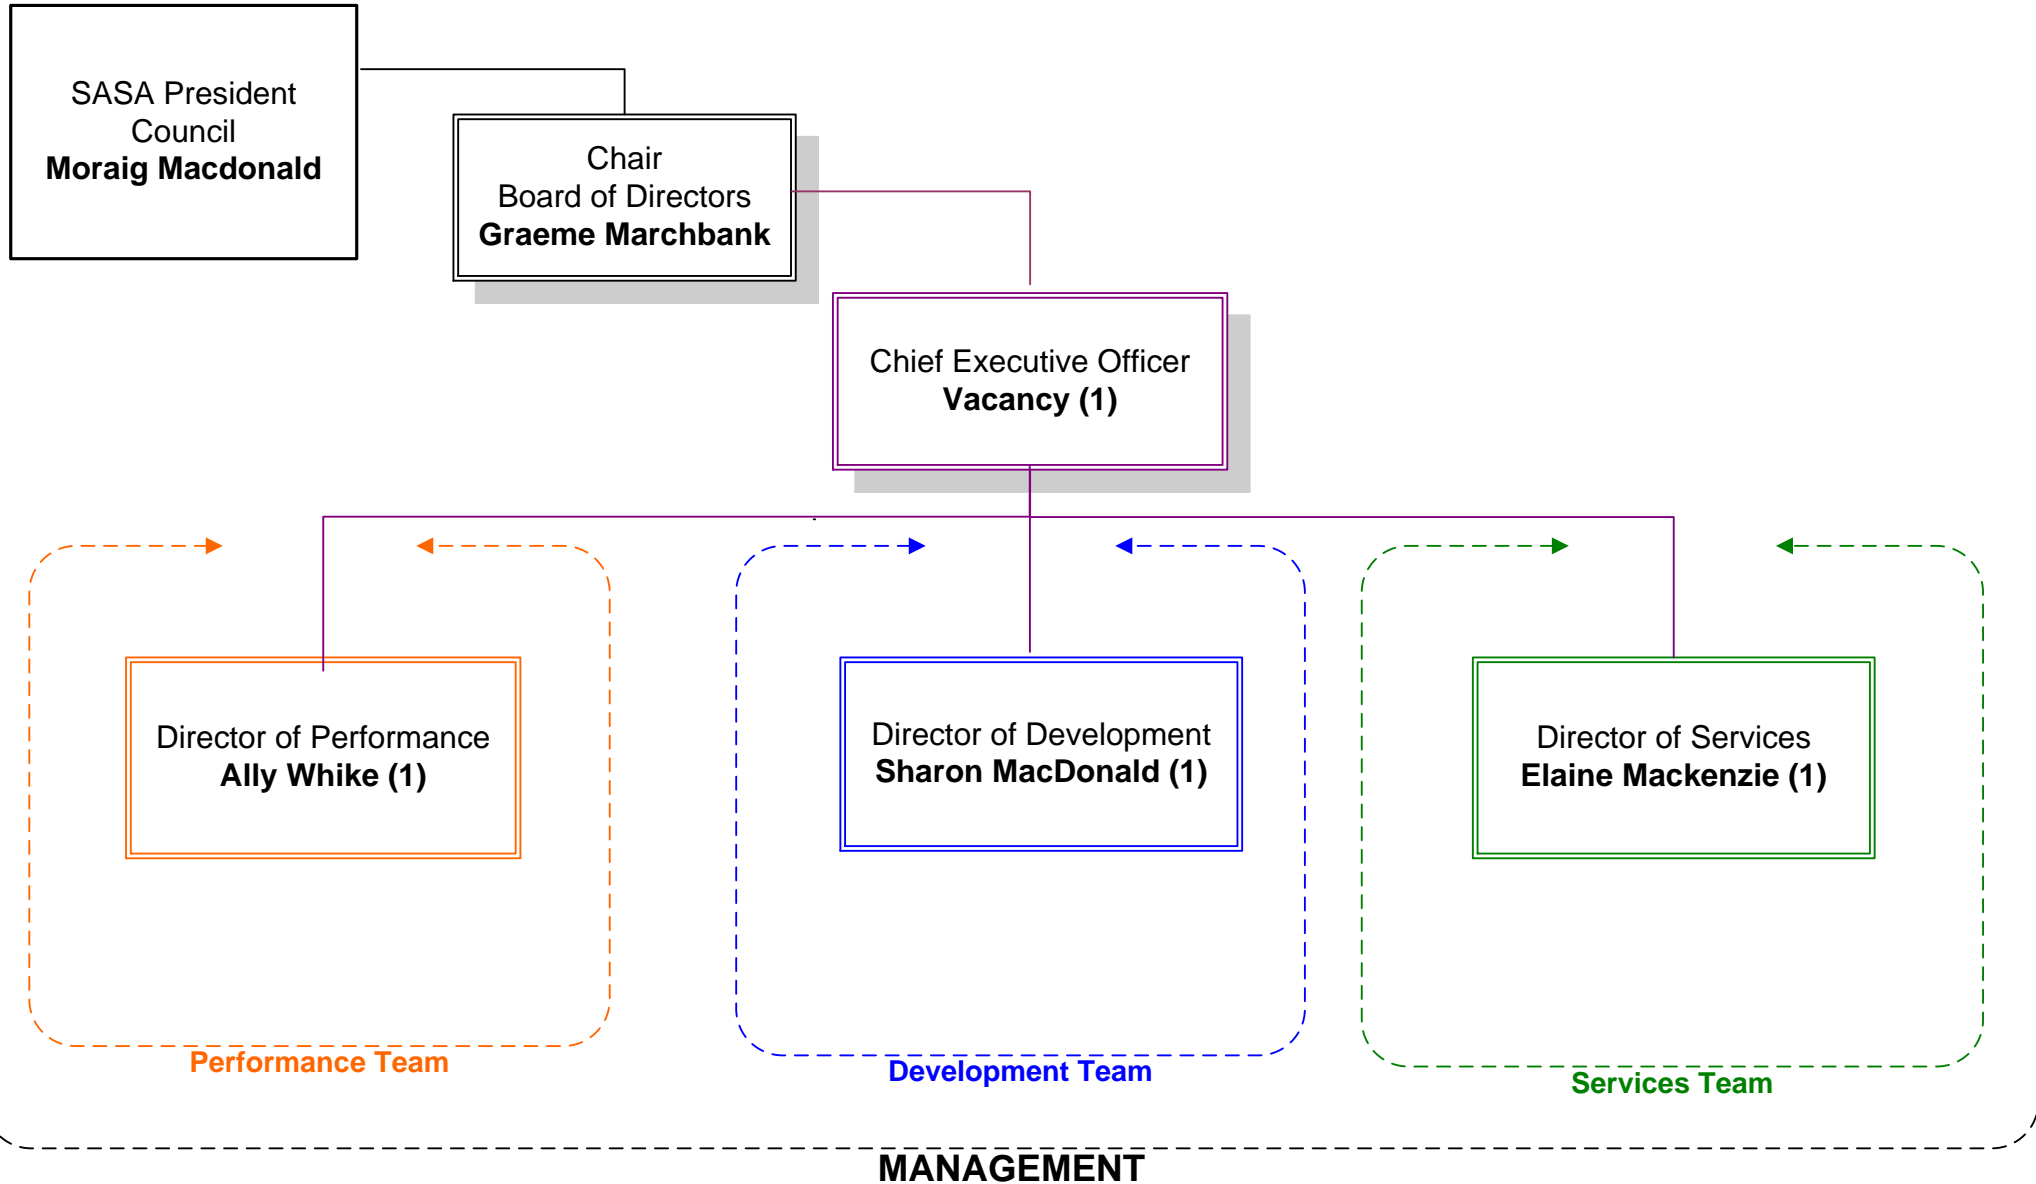 SASA President
Council
Moraig Macdonald
Chair
Board of Directors
Graeme Marchbank
Chief Executive Officer
Vacancy (1)
Director of Performance
Ally Whike (1)
Director of Development
Sharon MacDonald (1)
Director of Services
Elaine Mackenzie (1)
Performance Team
Development Team
Services Team
MANAGEMENT